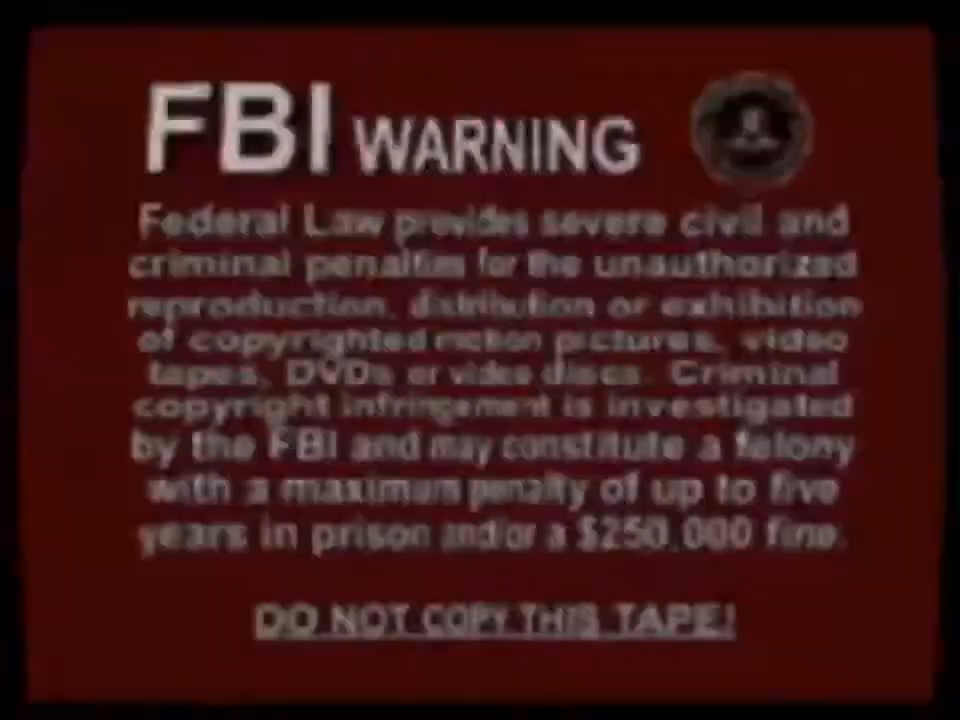 FBI WARNING
Federal Law provides severe civil and
criminal penalties for the unauthorized
reproduction, distribution or exhibition
of copyrighted motion pictures, video
tapes, DVDs or video discs. Criminal
copyright infringement is investigated
by the FBI and may constitute a felony
with a maximum penalty of up to five
years in prison and/or a $250,000 fine.
DO NOT COPY THIS TAPE!